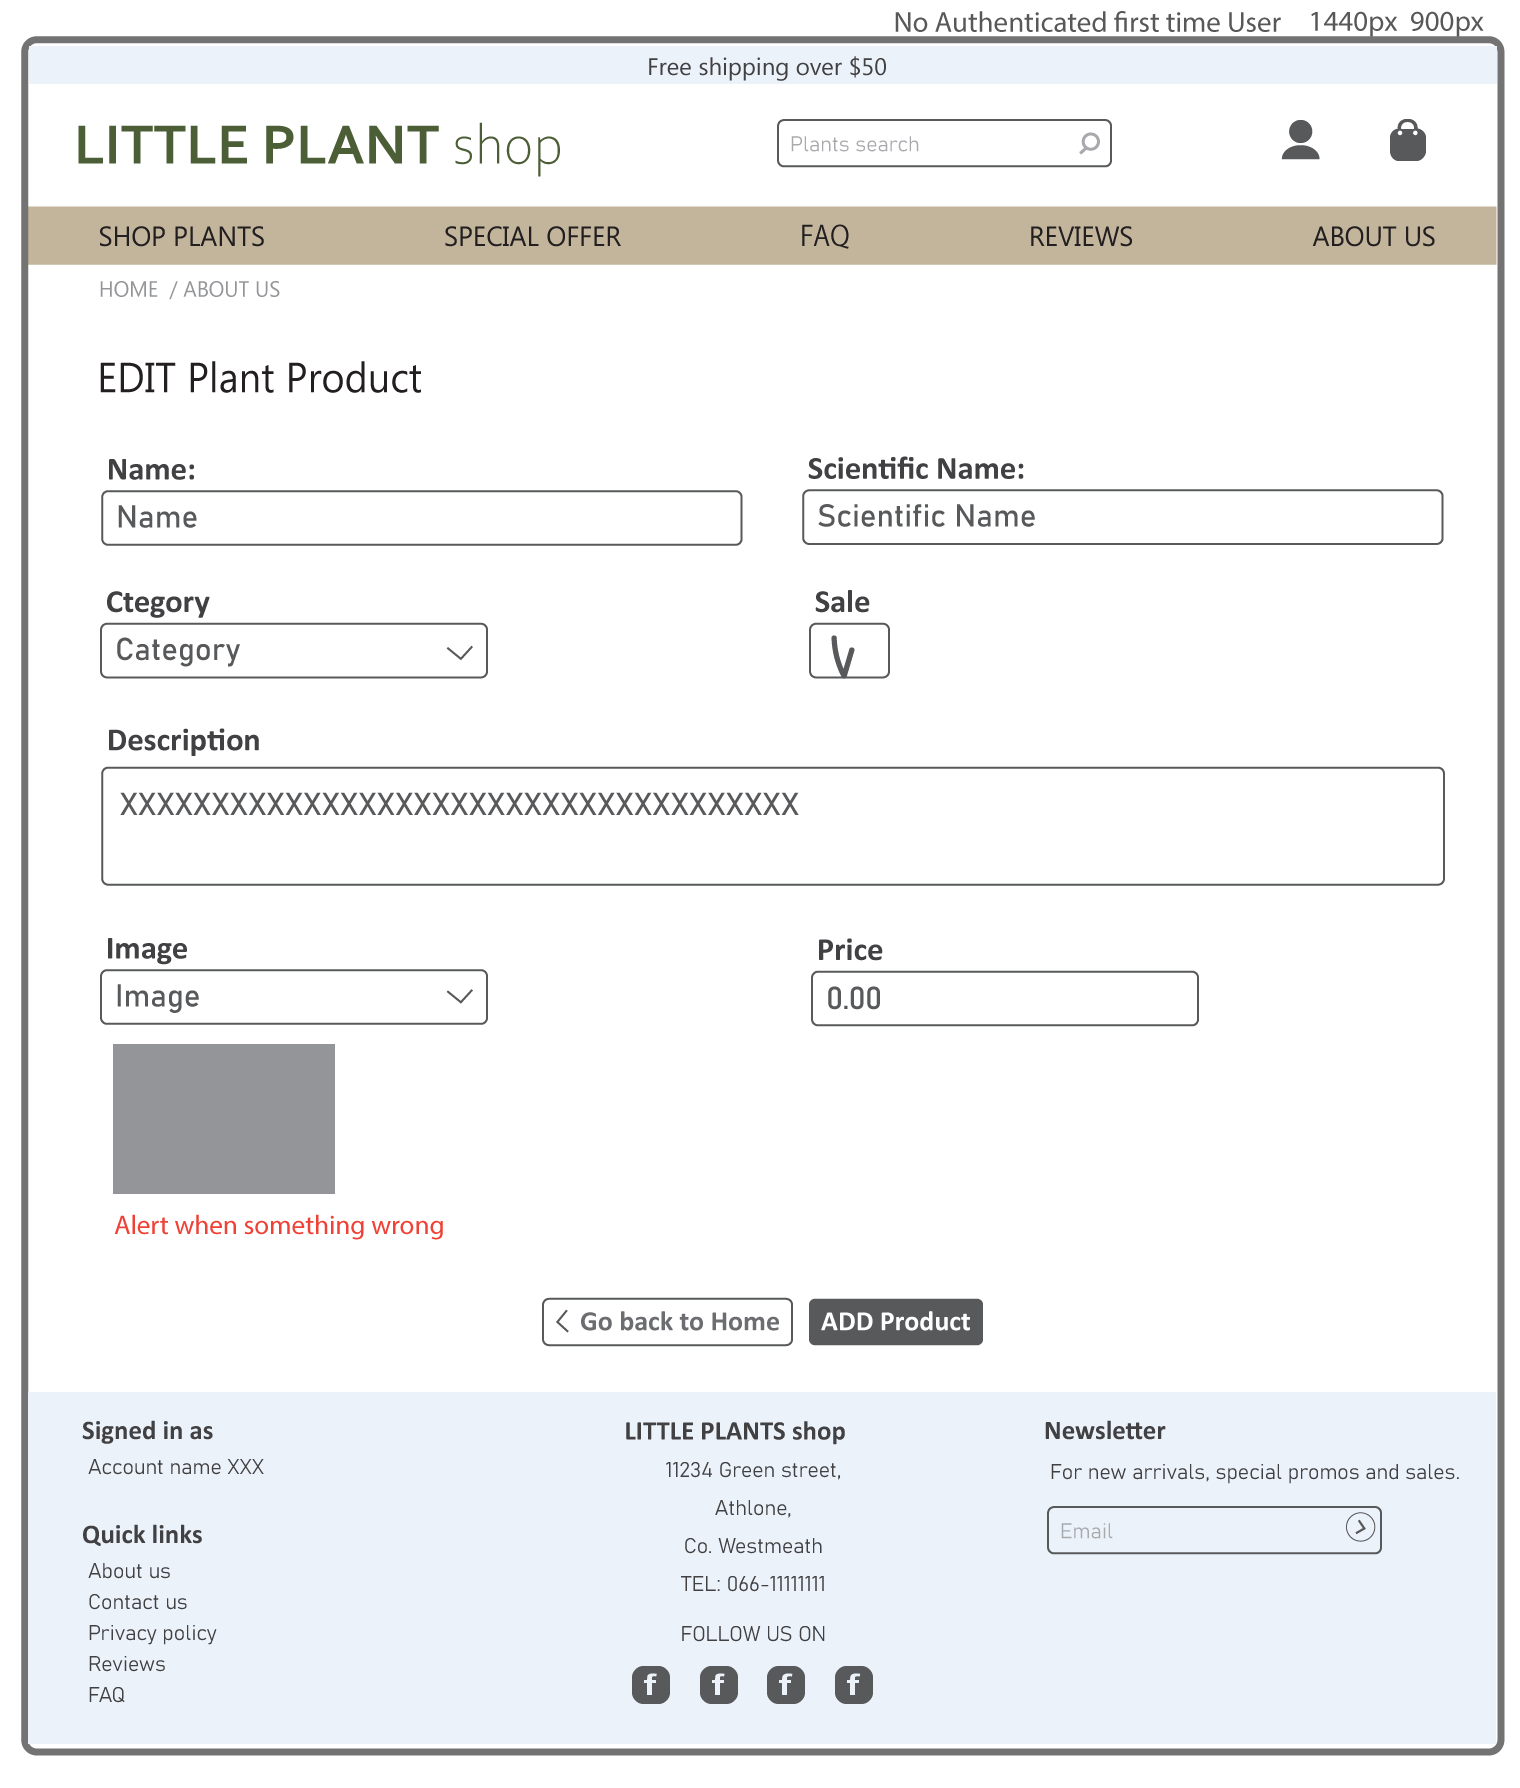 No Authenticated first time User 1440px 900px
Free shipping over $50
LITTLE PLANT shop
Plants search
SHOP PLANTS SPECIAL OFFER FAQ REVIEWS ABOUT US
HOME / ABOUT US
EDIT Plant Product
Name: Scientific Name:
Name Scientific Name
Ctegory Sale
Category
Description
XXXXXXXXXXXXXXXXXXXXXXXXXXXXXXXXXXXXX
Image Price
Image 0.00
Alert when something wrong
Go back to Home ADD Product
Signed in as
Account name XXX
Quick links
About us
Contact us
Privacy policy
Reviews
FAQ
LITTLE PLANTS shop
11234 Green street,
Athlone,
Co. Westmeath
TEL: 066-11111111
FOLLOW US ON
f f f f
Newsletter
For new arrivals, special promos and sales.
Email